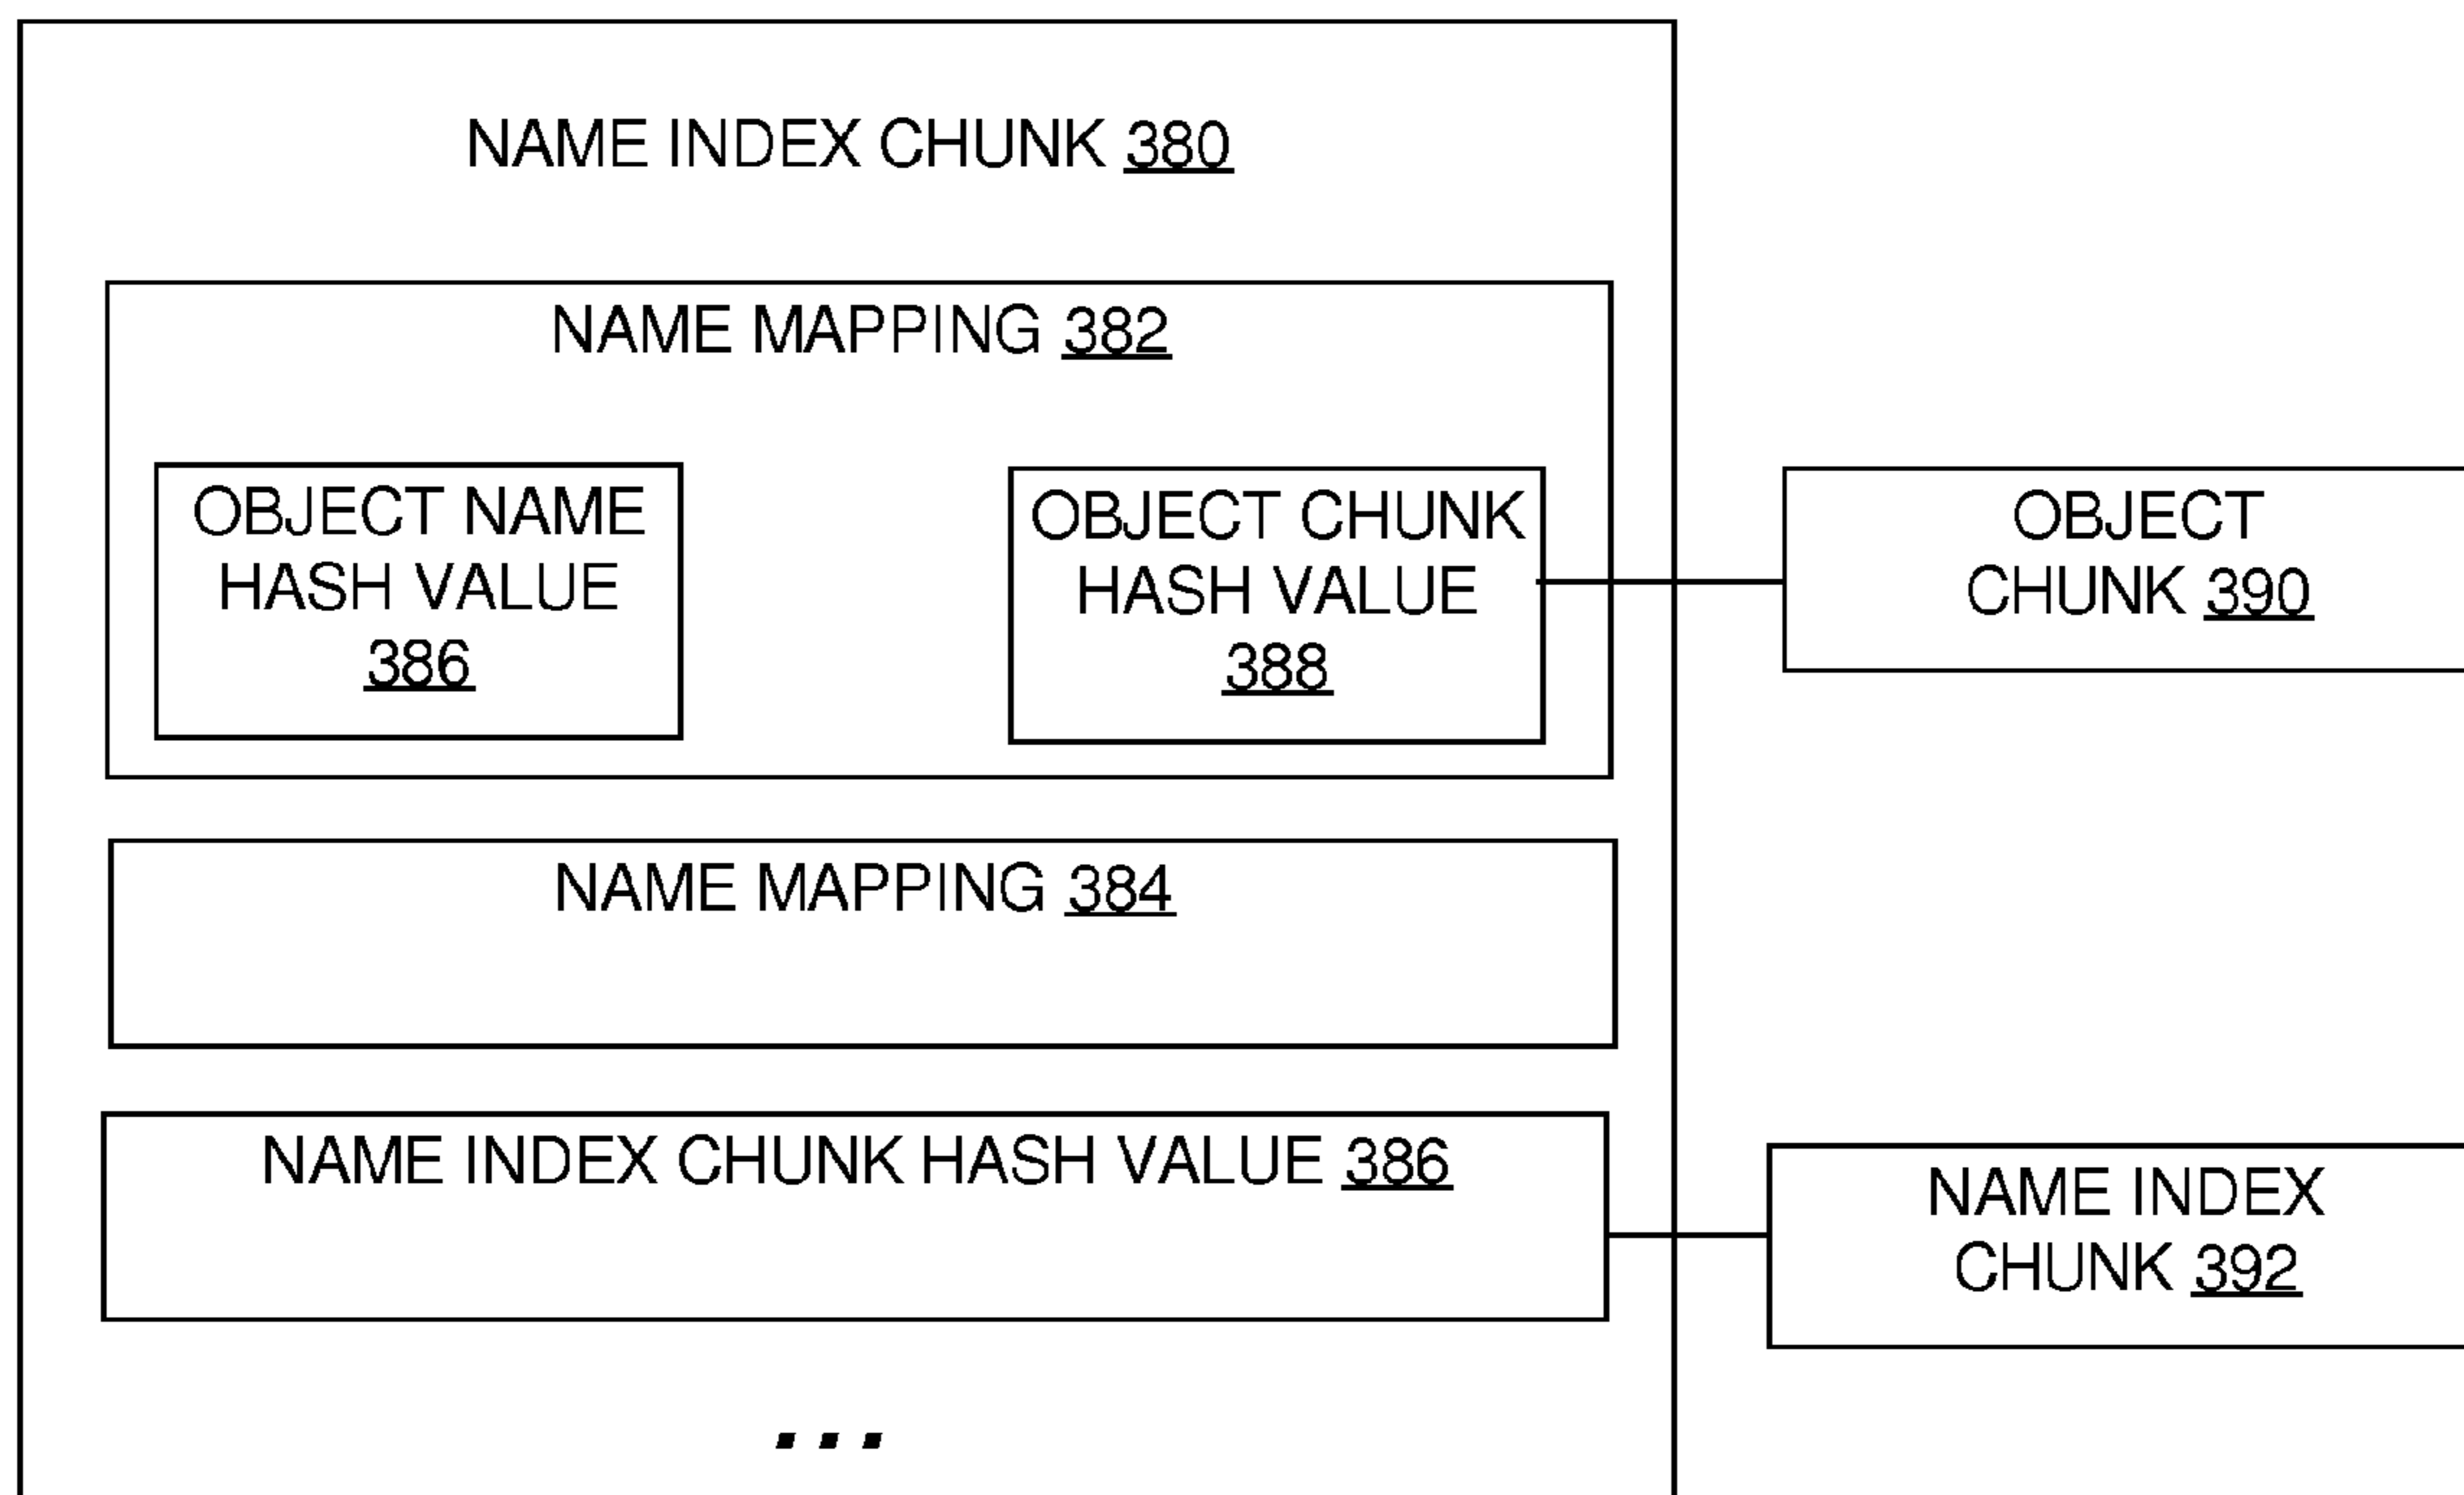 NAME INDEX CHUNK 380
NAME MAPPING 382
OBJECT NAME
HASH VALUE
386
OBJECT CHUNK
HASH VALUE
388
OBJECT
CHUNK 390
NAME MAPPING 384
NAME INDEX CHUNK HASH VALUE 386
NAME INDEX
CHUNK 392
...